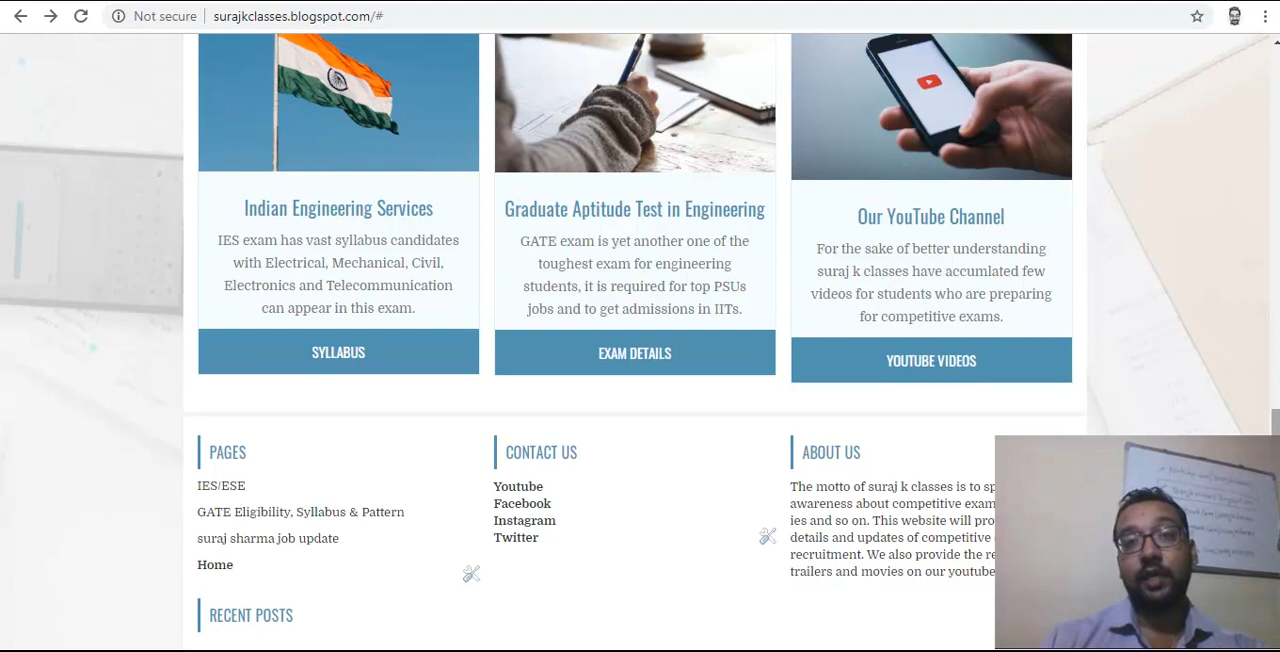 Not secure
surajkclasses.blogspot.com/#
Indian Engineering Services
IES exam has vast syllabus candidates
with Electrical, Mechanical, Civil,
Electronics and Telecommunication
can appear in this exam.
SYLLABUS
Graduate Aptitude Test in Engineering
GATE exam is yet another one of the
toughest exam for engineering
students, it is required for top PSUs
jobs and to get admissions in IITs.
EXAM DETAILS
Our YouTube Channel
For the sake of better understanding
suraj k classes have accumlated few
videos for students who are preparing
for competitive exams.
YOUTUBE VIDEOS
PAGES
IES/ESE
GATE Eligibility, Syllabus & Pattern
suraj sharma job update
Home
RECENT POSTS
CONTACT US
Youtube
Facebook
Instagram
Twitter
ABOUT US
The motto of suraj k classes is to sp
awareness about competitive exam
ies and so on. This website will pro
details and updates of competitive
recruitment. We also provide the re
trailers and movies on our youtube